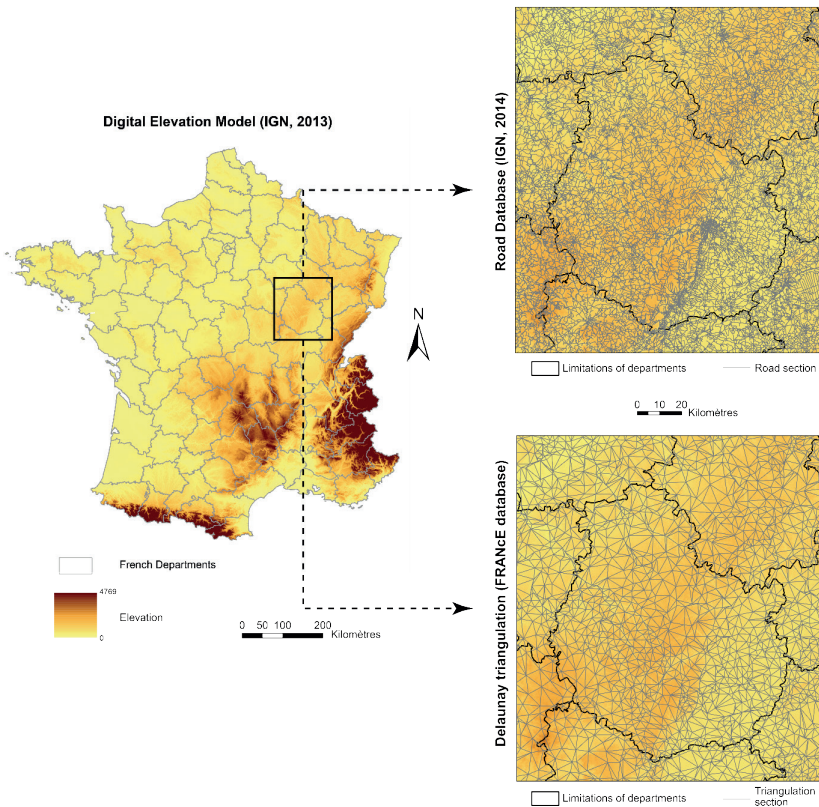 Digital Elevation Model (IGN, 2013)
N
French Departments
4769
Elevation
0
0 50 100 200
Kilomètres
Road Database (IGN, 2014)
Limitations of departments
Road section
0 10 20
Kilomètres
Delaunay triangulation (FRANcE database)
Limitations of departments
Triangulation
section